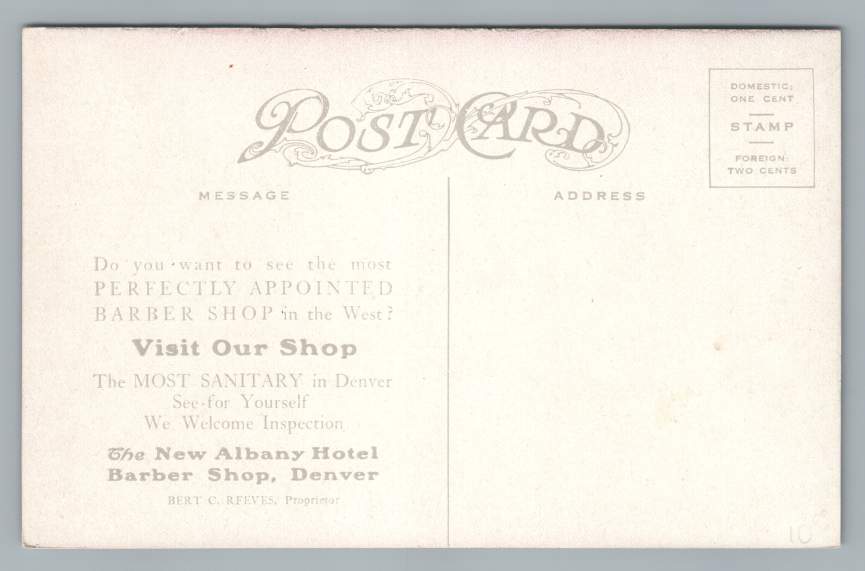 POST CARD
DOMESTIC;
ONE CENT
STAMP
FOREIGN:
TWO CENTS
MESSAGE
ADDRESS
Do you want to see the most
PERFECTLY APPOINTED
BARBER SHOP in the West?
Visit Our Shop
The MOST SANITARY in Denver
See for Yourself
We Welcome Inspection
The New Albany Hotel
Barber Shop, Denver
BERT C. REEVES, Proprietor
10